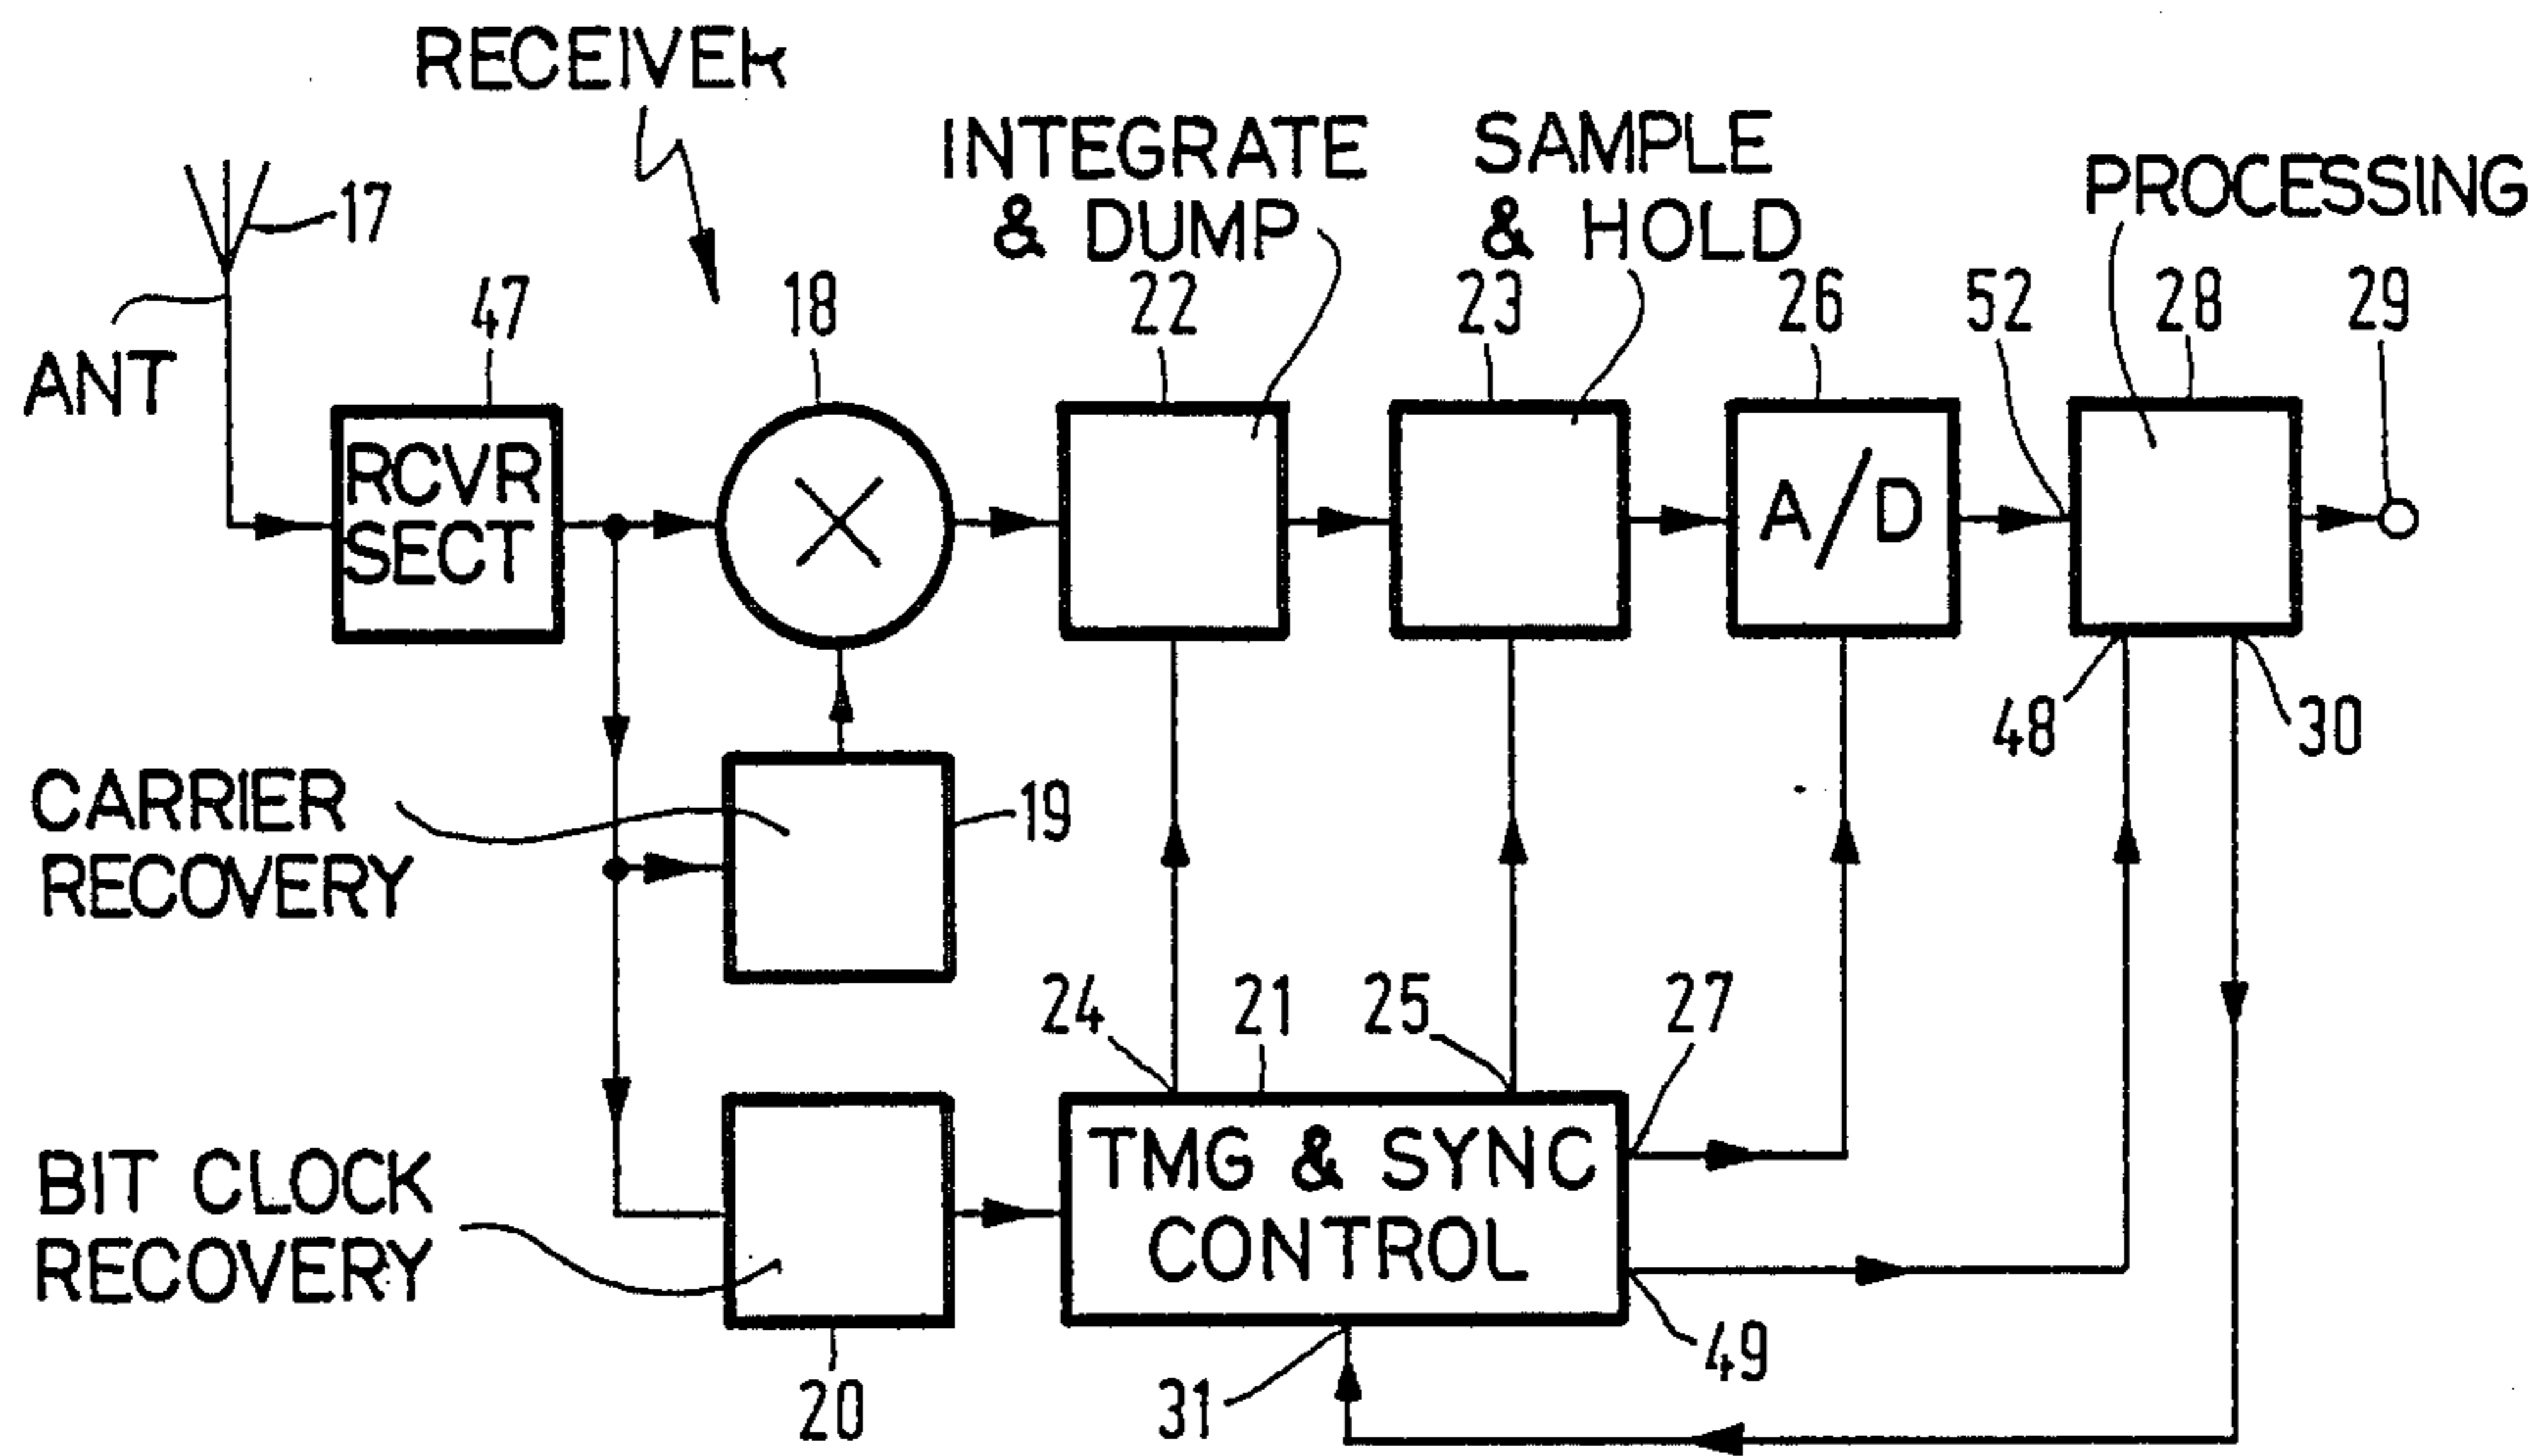 RECEIVER
INTEGRATE
& DUMP
SAMPLE
& HOLD
PROCESSING
17
ANT
47
18
22
23
26
52
28
29
RCVR
SECT
A/D
48
30
CARRIER
RECOVERY
19
24
21
25
27
BIT CLOCK
RECOVERY
TMG & SYNC
CONTROL
20
31
49